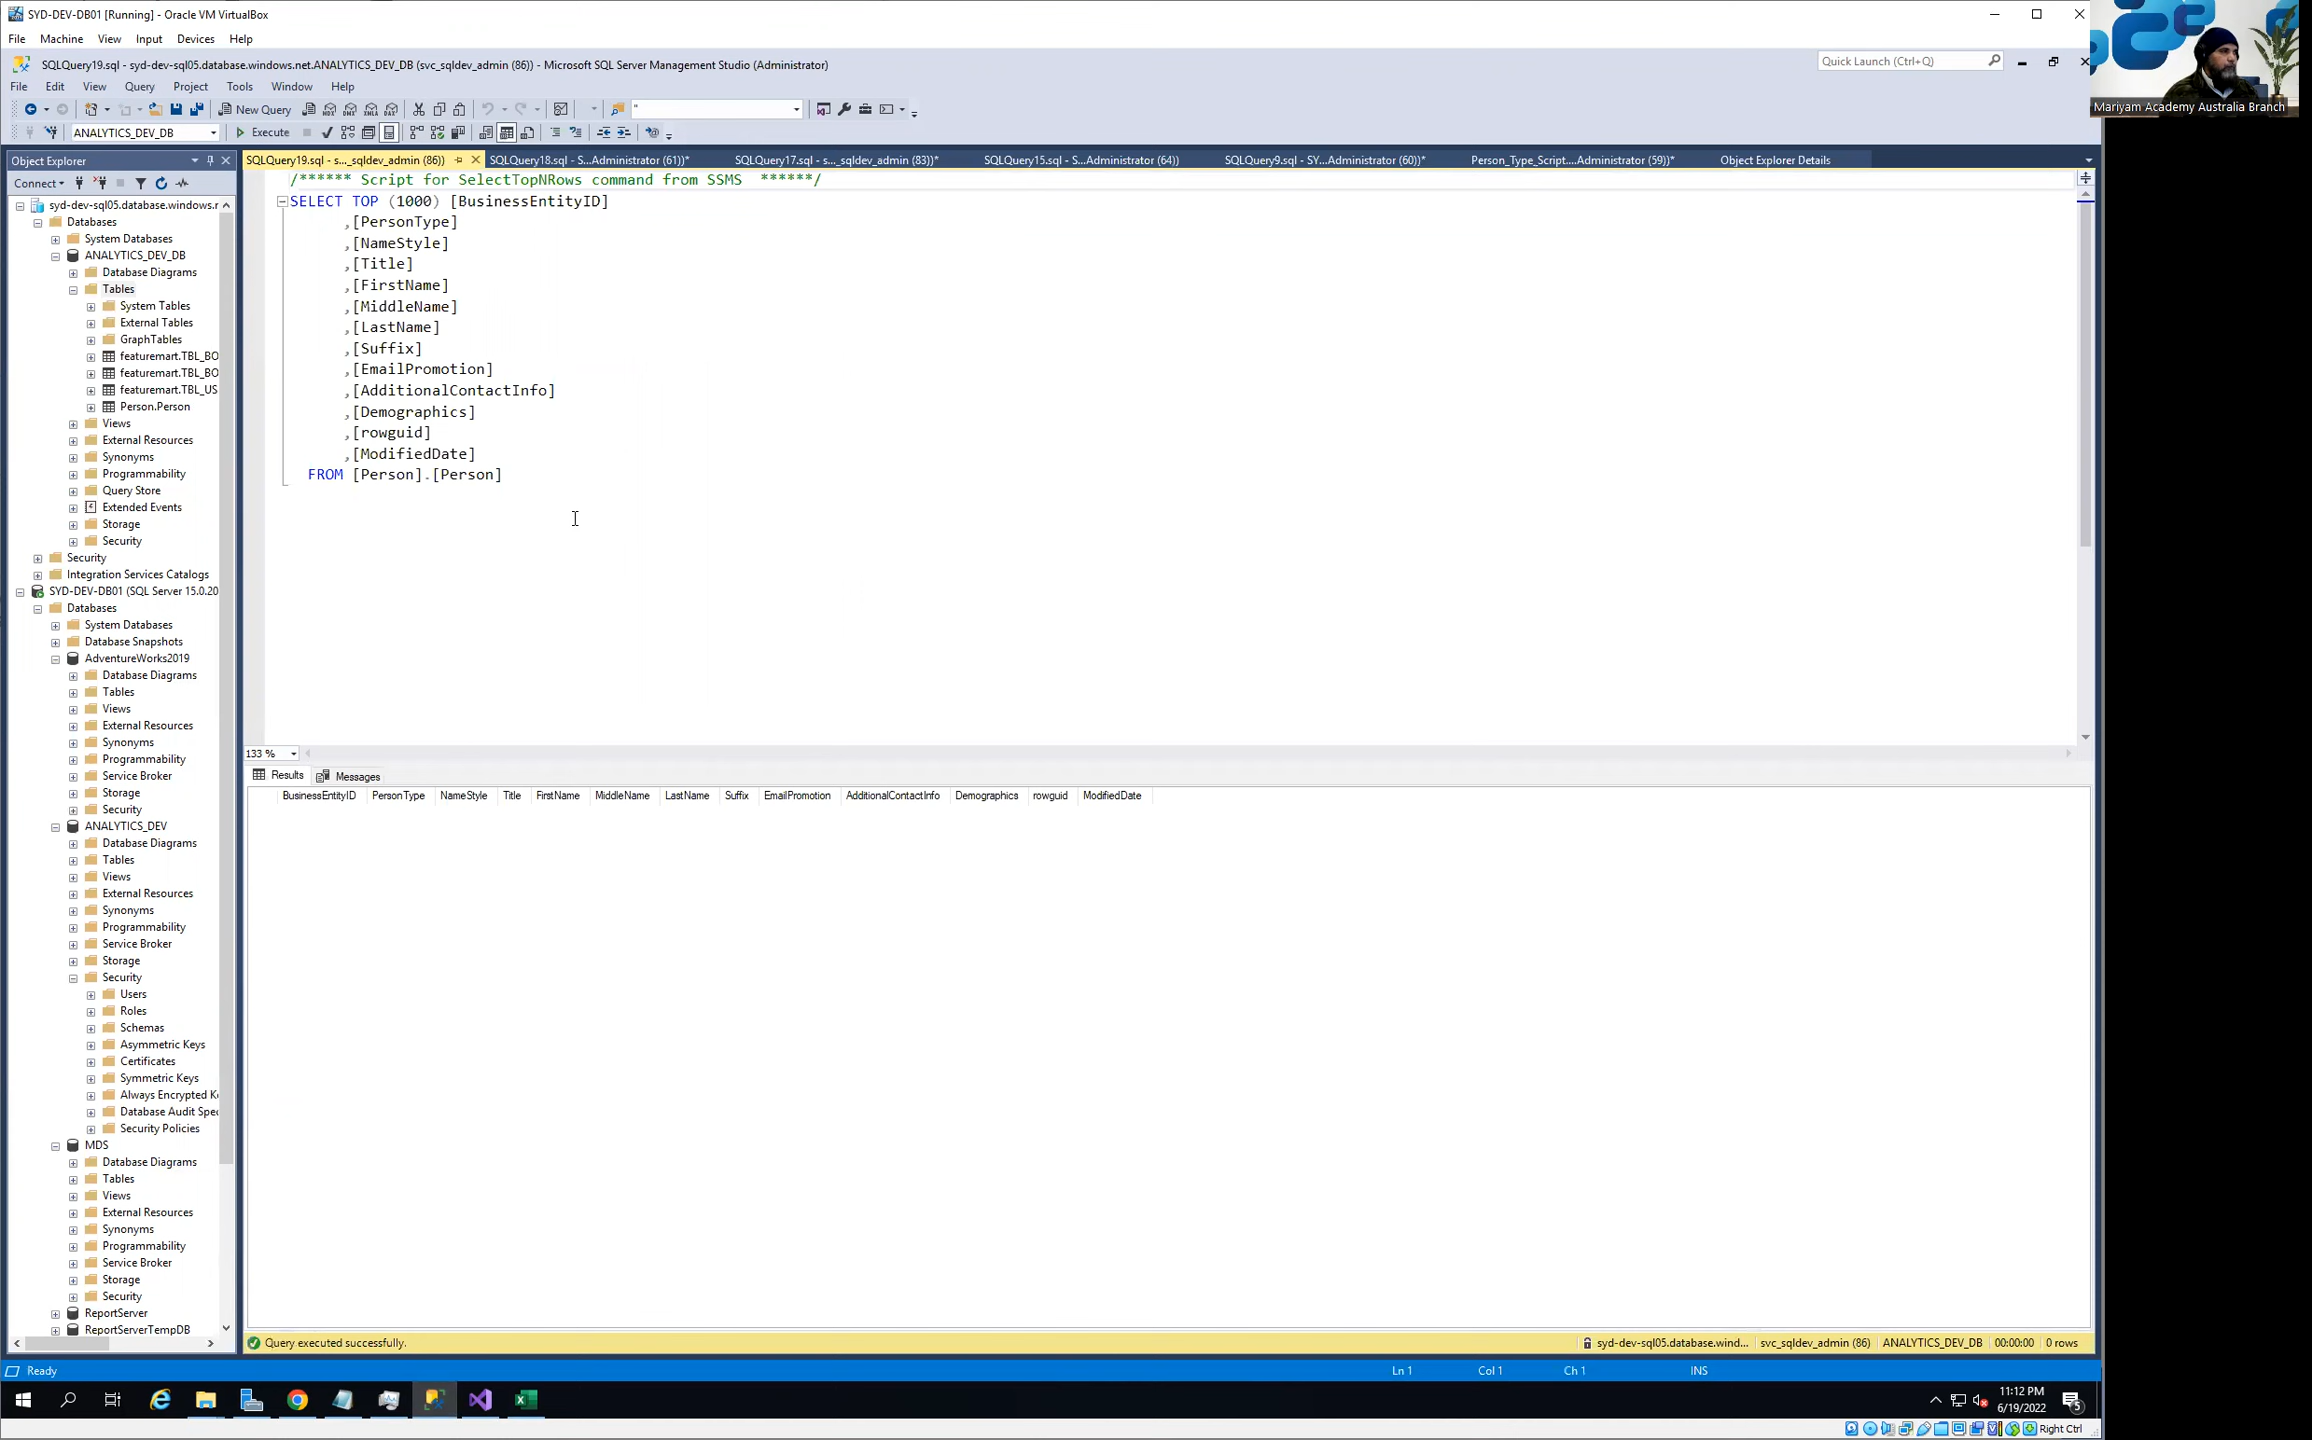 SYD-DEV-DB01 [Running] - Oracle VM VirtualBox
File Machine View Input Devices Help
Mariyam Academy Australia Branch
SQLQuery19.sql - syd-dev-sql05.database.windows.net.ANALYTICS_DEV_DB (svc_sqldev_admin (86)) - Microsoft SQL Server Management Studio (Administrator)
Quick Launch (Ctrl+Q)
File Edit View Query Project Tools Window Help
New Query
ANALYTICS_DEV_DB Execute
Object Explorer
Connect
syd-dev-sql05.database.windows.r
Databases
System Databases
ANALYTICS_DEV_DB
Database Diagrams
Tables
System Tables
External Tables
GraphTables
featuremart.TBL_BO
featuremart.TBL_BO
featuremart.TBL_US
Person.Person
Views
External Resources
Synonyms
Programmability
Query Store
Extended Events
Storage
Security
Security
Integration Services Catalogs
SYD-DEV-DB01 (SQL Server 15.0.20
Databases
System Databases
Database Snapshots
AdventureWorks2019
Database Diagrams
Tables
Views
External Resources
Synonyms
Programmability
Service Broker
Storage
Security
ANALYTICS_DEV
Database Diagrams
Tables
Views
External Resources
Synonyms
Programmability
Service Broker
Storage
Security
Users
Roles
Schemas
Asymmetric Keys
Certificates
Symmetric Keys
Always Encrypted K
Database Audit Spe
Security Policies
MDS
Database Diagrams
Tables
Views
External Resources
Synonyms
Programmability
Service Broker
Storage
Security
ReportServer
ReportServerTempDB
SQLQuery19.sql - s..._sqldev_admin (86)) SQLQuery18.sql - S...Administrator (61))* SQLQuery17.sql - s..._sqldev_admin (83))* SQLQuery15.sql - S...Administrator (64)) SQLQuery9.sql - SY...Administrator (60))* Person_Type_Script....Administrator (59))* Object Explorer Details
/****** Script for SelectTopNRows command from SSMS ******/
SELECT TOP (1000) [BusinessEntityID]
,[PersonType]
,[NameStyle]
,[Title]
,[FirstName]
,[MiddleName]
,[LastName]
,[Suffix]
,[EmailPromotion]
,[AdditionalContactInfo]
,[Demographics]
,[rowguid]
,[ModifiedDate]
FROM [Person].[Person]
133 %
Results Messages
BusinessEntityID PersonType NameStyle Title FirstName MiddleName LastName Suffix EmailPromotion AdditionalContactInfo Demographics rowguid ModifiedDate
Query executed successfully. syd-dev-sql05.database.wind... svc_sqldev_admin (86) ANALYTICS_DEV_DB 00:00:00 0 rows
Ready Ln 1 Col 1 Ch 1 INS
11:12 PM
6/19/2022
5
Right Ctrl